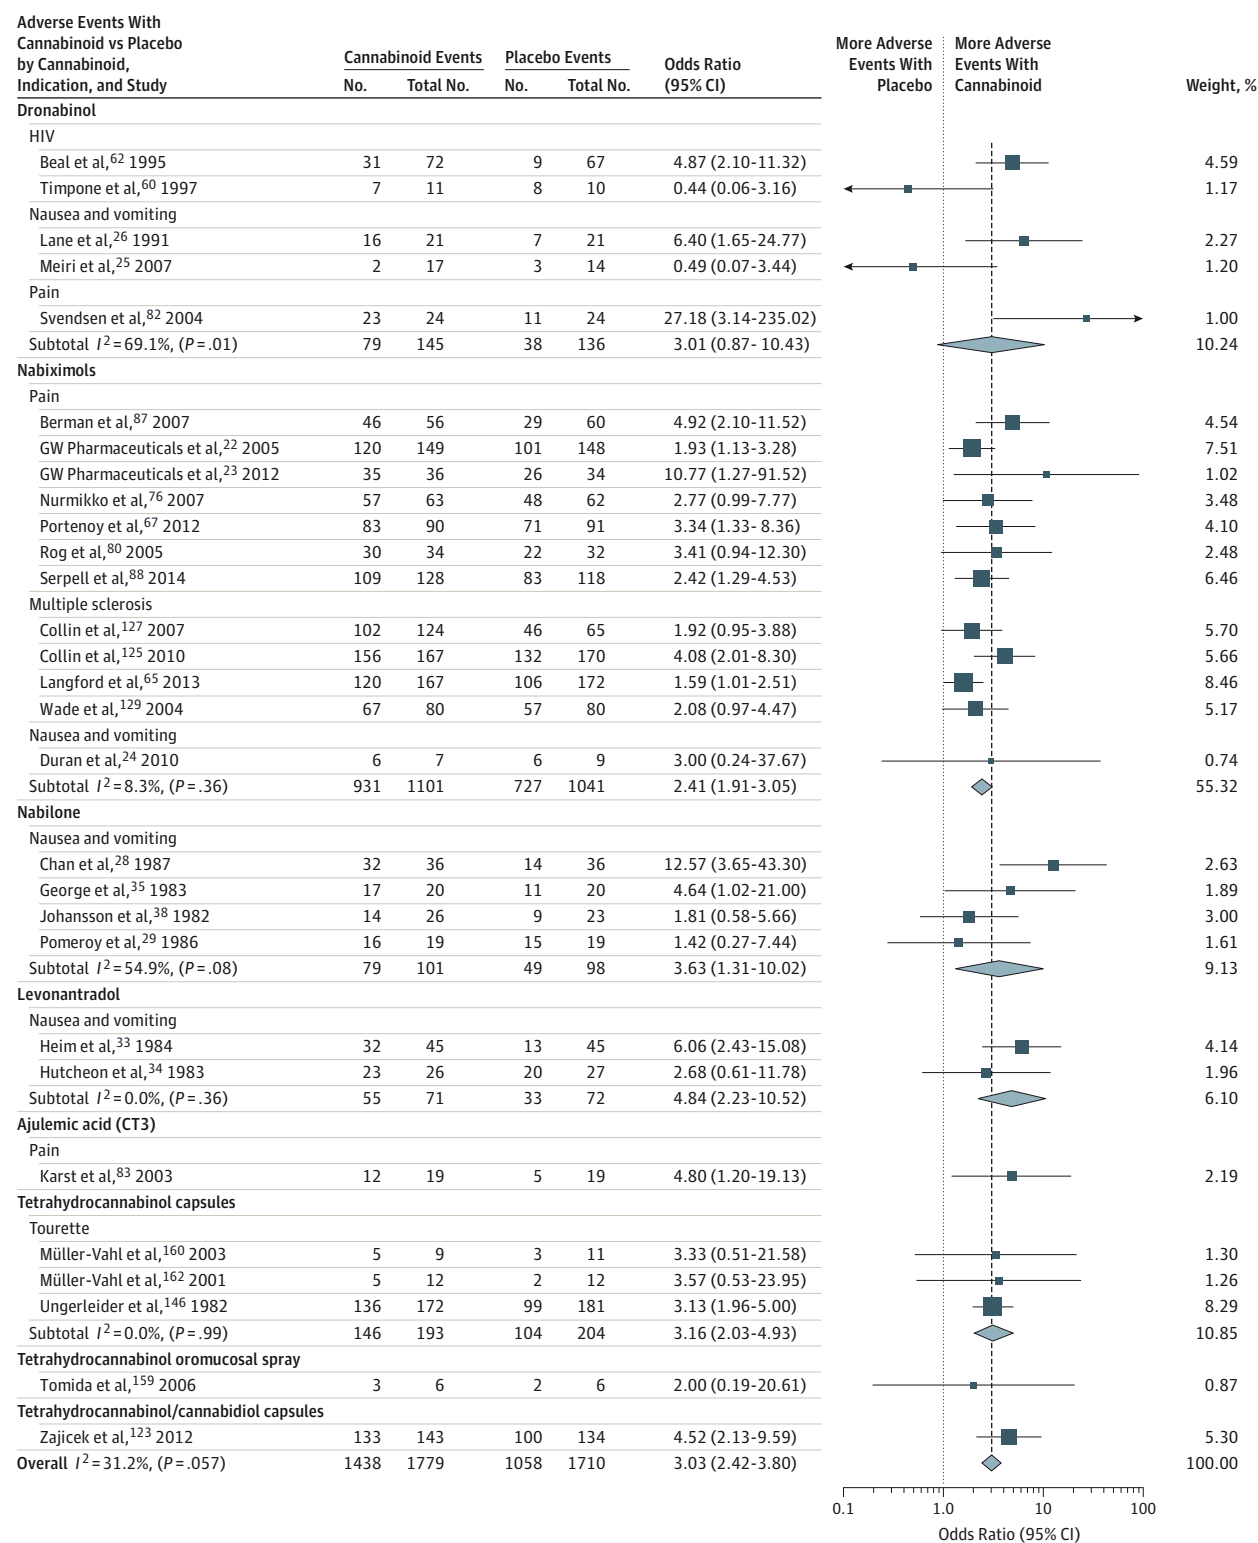 Adverse Events With
Cannabinoid vs Placebo
by Cannabinoid,
Indication, and Study
Cannabinoid Events Placebo Events Odds Ratio (95% CI)
No. Total No. No. Total No.
More Adverse Events With Placebo
More Adverse Events With Cannabinoid
Weight, %
Dronabinol
HIV
Beal et al,62 1995 31 72 9 67 4.87 (2.10-11.32) 4.59
Timpone et al,60 1997 7 11 8 10 0.44 (0.06-3.16) 1.17
Nausea and vomiting
Lane et al,26 1991 16 21 7 21 6.40 (1.65-24.77) 2.27
Meiri et al,25 2007 2 17 3 14 0.49 (0.07-3.44) 1.20
Pain
Svendsen et al,82 2004 23 24 11 24 27.18 (3.14-235.02) 1.00
Subtotal I2=69.1%, (P=.01) 79 145 38 136 3.01 (0.87- 10.43) 10.24
Nabiximols
Pain
Berman et al,87 2007 46 56 29 60 4.92 (2.10-11.52) 4.54
GW Pharmaceuticals et al,22 2005 120 149 101 148 1.93 (1.13-3.28) 7.51
GW Pharmaceuticals et al,23 2012 35 36 26 34 10.77 (1.27-91.52) 1.02
Nurmikko et al,76 2007 57 63 48 62 2.77 (0.99-7.77) 3.48
Portenoy et al,67 2012 83 90 71 91 3.34 (1.33- 8.36) 4.10
Rog et al,80 2005 30 34 22 32 3.41 (0.94-12.30) 2.48
Serpell et al,88 2014 109 128 83 118 2.42 (1.29-4.53) 6.46
Multiple sclerosis
Collin et al,127 2007 102 124 46 65 1.92 (0.95-3.88) 5.70
Collin et al,125 2010 156 167 132 170 4.08 (2.01-8.30) 5.66
Langford et al,65 2013 120 167 106 172 1.59 (1.01-2.51) 8.46
Wade et al,129 2004 67 80 57 80 2.08 (0.97-4.47) 5.17
Nausea and vomiting
Duran et al,24 2010 6 7 6 9 3.00 (0.24-37.67) 0.74
Subtotal I2=8.3%, (P=.36) 931 1101 727 1041 2.41 (1.91-3.05) 55.32
Nabilone
Nausea and vomiting
Chan et al,28 1987 32 36 14 36 12.57 (3.65-43.30) 2.63
George et al,35 1983 17 20 11 20 4.64 (1.02-21.00) 1.89
Johansson et al,38 1982 14 26 9 23 1.81 (0.58-5.66) 3.00
Pomeroy et al,29 1986 16 19 15 19 1.42 (0.27-7.44) 1.61
Subtotal I2=54.9%, (P=.08) 79 101 49 98 3.63 (1.31-10.02) 9.13
Levonantradol
Nausea and vomiting
Heim et al,33 1984 32 45 13 45 6.06 (2.43-15.08) 4.14
Hutcheon et al,34 1983 23 26 20 27 2.68 (0.61-11.78) 1.96
Subtotal I2=0.0%, (P=.36) 55 71 33 72 4.84 (2.23-10.52) 6.10
Ajulemic acid (CT3)
Pain
Karst et al,83 2003 12 19 5 19 4.80 (1.20-19.13) 2.19
Tetrahydrocannabinol capsules
Tourette
Müller-Vahl et al,160 2003 5 9 3 11 3.33 (0.51-21.58) 1.30
Müller-Vahl et al,162 2001 5 12 2 12 3.57 (0.53-23.95) 1.26
Ungerleider et al,146 1982 136 172 99 181 3.13 (1.96-5.00) 8.29
Subtotal I2=0.0%, (P=.99) 146 193 104 204 3.16 (2.03-4.93) 10.85
Tetrahydrocannabinol oromucosal spray
Tomida et al,159 2006 3 6 2 6 2.00 (0.19-20.61) 0.87
Tetrahydrocannabinol/cannabidiol capsules
Zajicek et al,123 2012 133 143 100 134 4.52 (2.13-9.59) 5.30
Overall I2=31.2%, (P=.057) 1438 1779 1058 1710 3.03 (2.42-3.80) 100.00
0.1 1.0 10 100
Odds Ratio (95% CI)